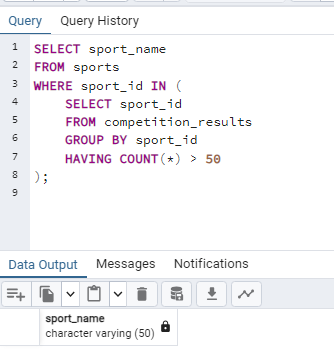 Query Query History
1 SELECT sport_name
2 FROM sports
3 WHERE sport_id IN (
4 SELECT sport_id
5 FROM competition_results
6 GROUP BY sport_id
7 HAVING COUNT(*) > 50
8 );
9
Data Output Messages Notifications
sport_name
character varying (50)